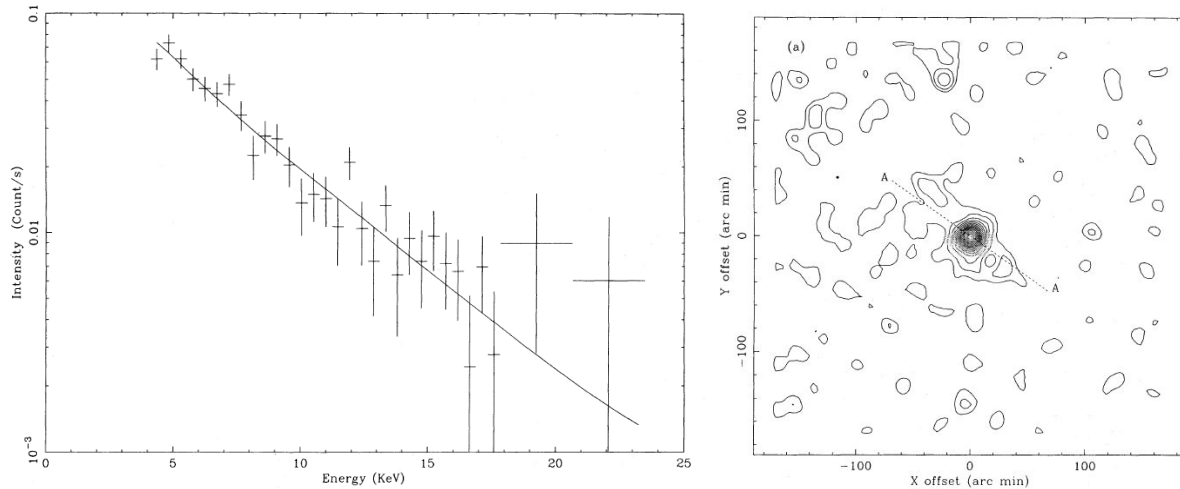 0.1
0.01
10⁻³
Intensity (Count/s)
0 5 10 15 20 25
Energy (KeV)
(a)
100
0
-100
Y offset (arc min)
A
A
-100 0 100
X offset (arc min)